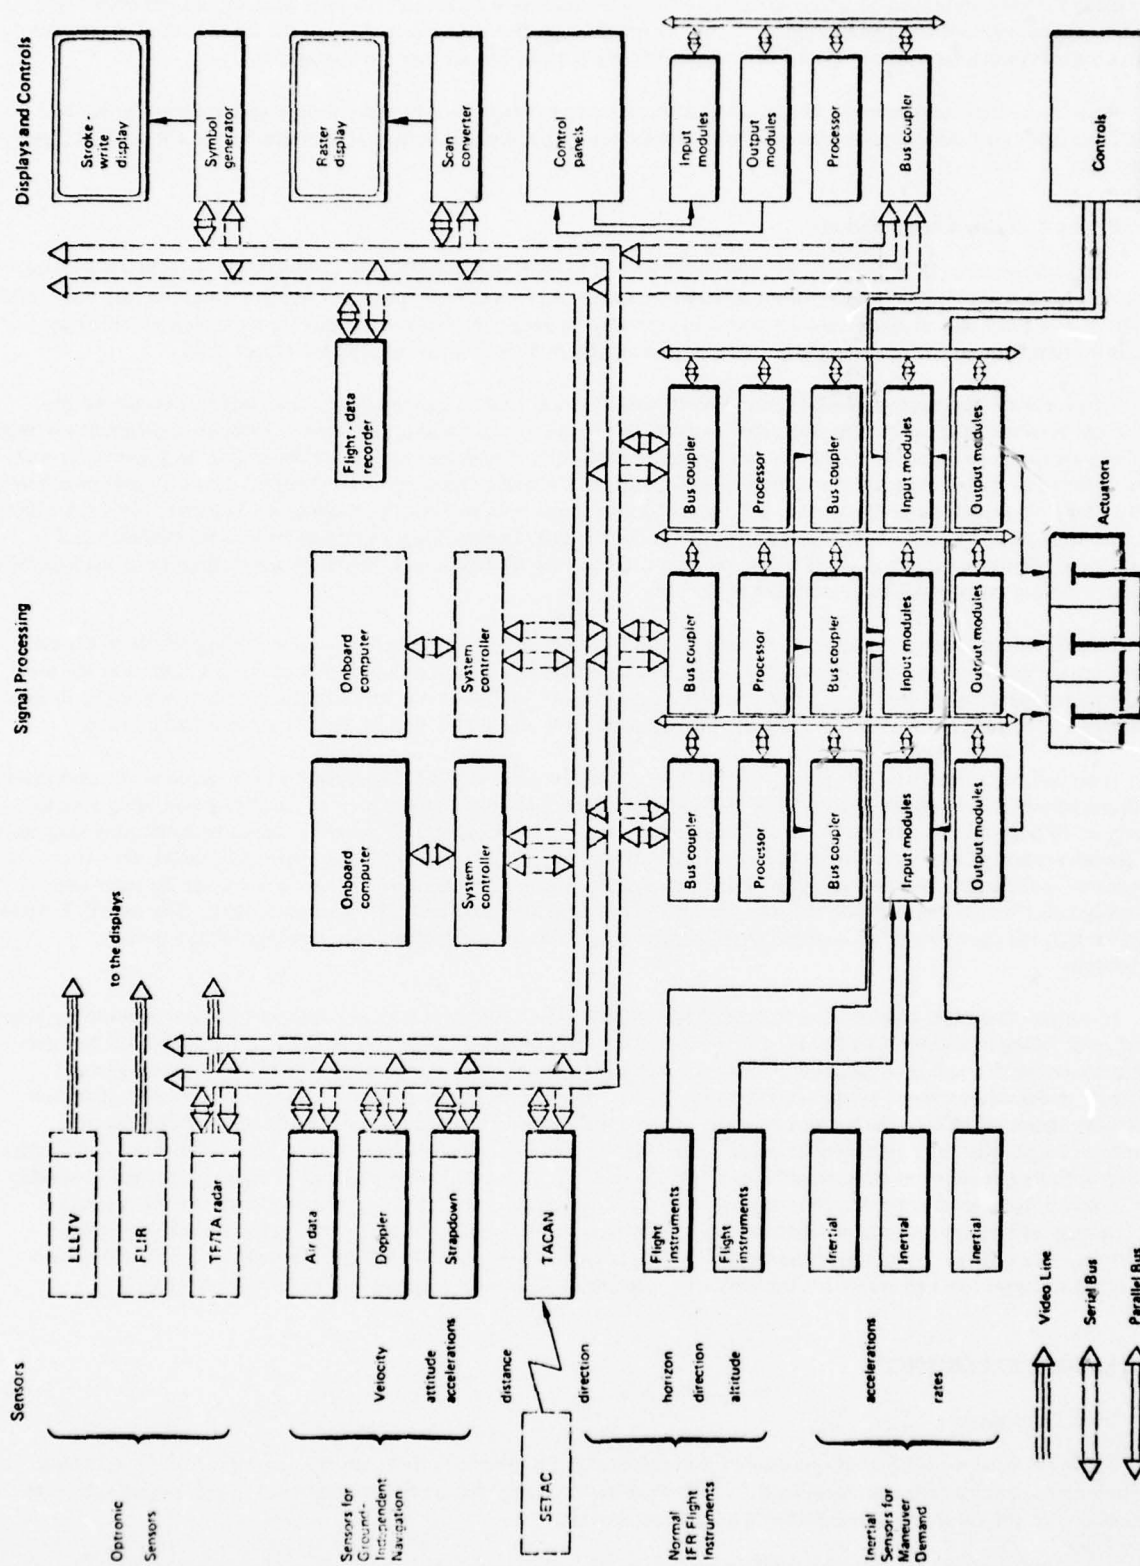 Sensors
Signal Processing
Displays and Controls
Optronic
Sensors
LLLTV
FLIR
TF/TA radar
to the displays
Sensors for
Ground-
Independent
Navigation
Velocity
attitude
accelerations
Air data
Doppler
Strapdown
SETAC
distance
direction
TACAN
Normal
IFR Flight
Instruments
horizon
direction
altitude
Flight
instruments
Flight
instruments
Inertial
Sensors for
Maneuver
Demand
accelerations
rates
Inertial
Inertial
Inertial
Video Line
Serial Bus
Parallel Bus
Onboard
computer
System
controller
Onboard
computer
System
controller
Flight - data
recorder
Bus coupler
Processor
Bus coupler
Input modules
Output modules
Bus coupler
Processor
Bus coupler
Input modules
Output modules
Bus coupler
Processor
Bus coupler
Input modules
Output modules
Actuators
Stroke -
write
display
Symbol
generator
Raster
display
Scan
converter
Control
panels
Input
modules
Output
modules
Processor
Bus coupler
Controls